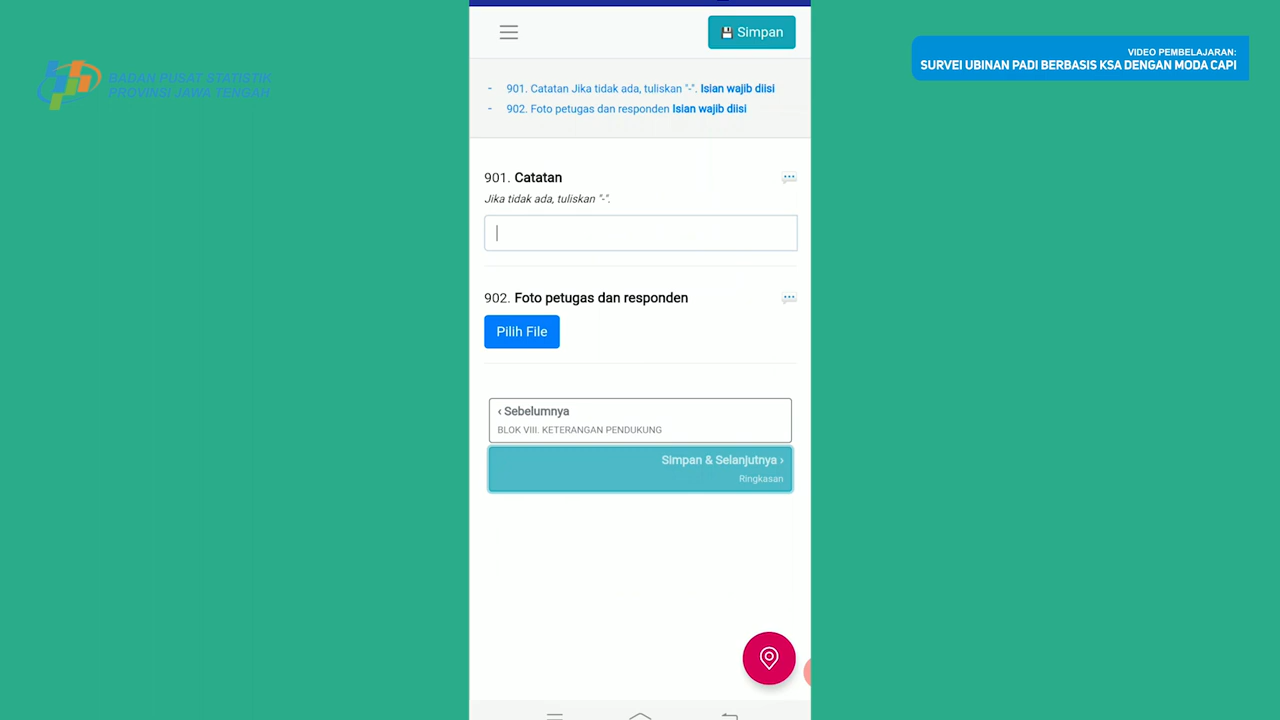 BADAN PUSAT STATISTIK
PROVINSI JAWA TENGAH
VIDEO PEMBELAJARAN:
SURVEI UBINAN PADI BERBASIS KSA DENGAN MODA CAPI
Simpan
- 901. Catatan Jika tidak ada, tuliskan "-". Isian wajib diisi
- 902. Foto petugas dan responden Isian wajib diisi
901. Catatan
Jika tidak ada, tuliskan "-".
902. Foto petugas dan responden
Pilih File
‹ Sebelumnya
BLOK VIII. KETERANGAN PENDUKUNG
Simpan & Selanjutnya ›
Ringkasan